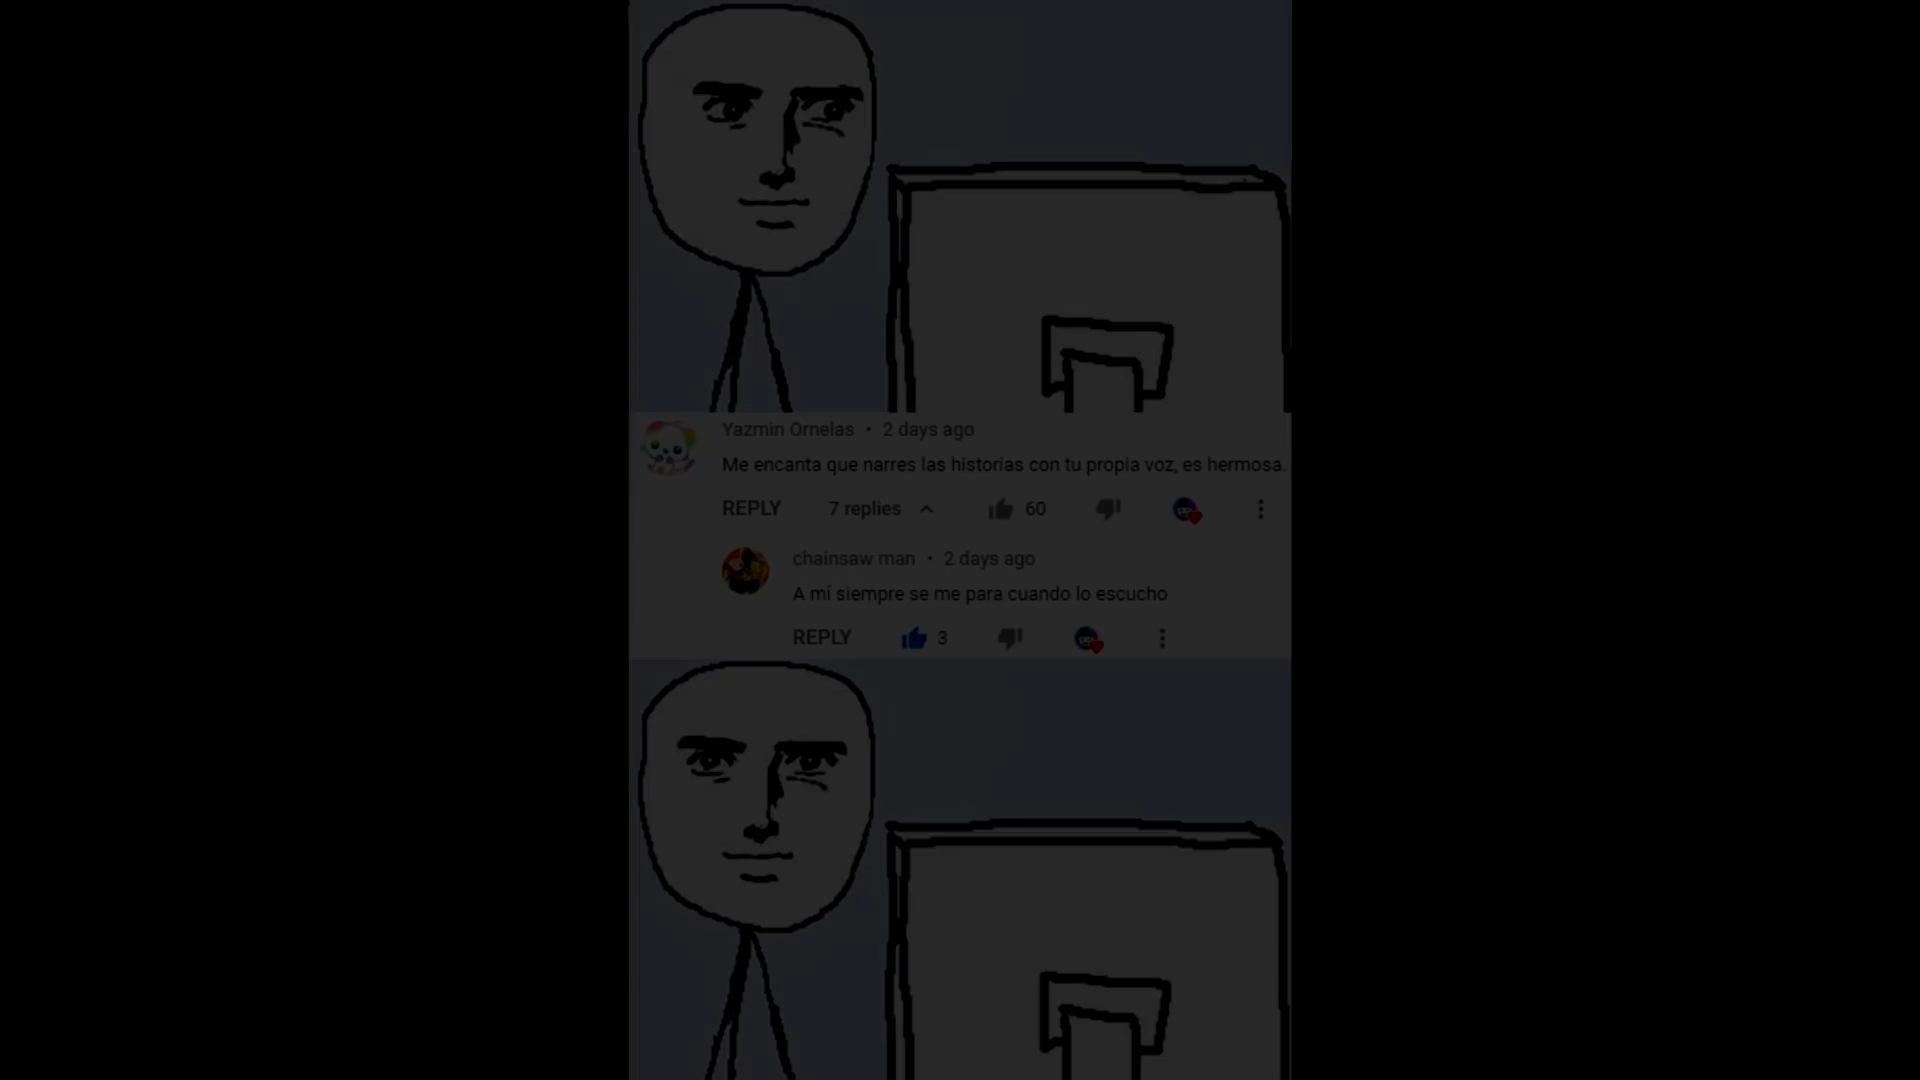 Yazmin Ornelas • 2 days ago
Me encanta que narres las historias con tu propia voz, es hermosa.
REPLY 7 replies 60
chainsaw man • 2 days ago
A mi siempre se me para cuando lo escucho
REPLY 3